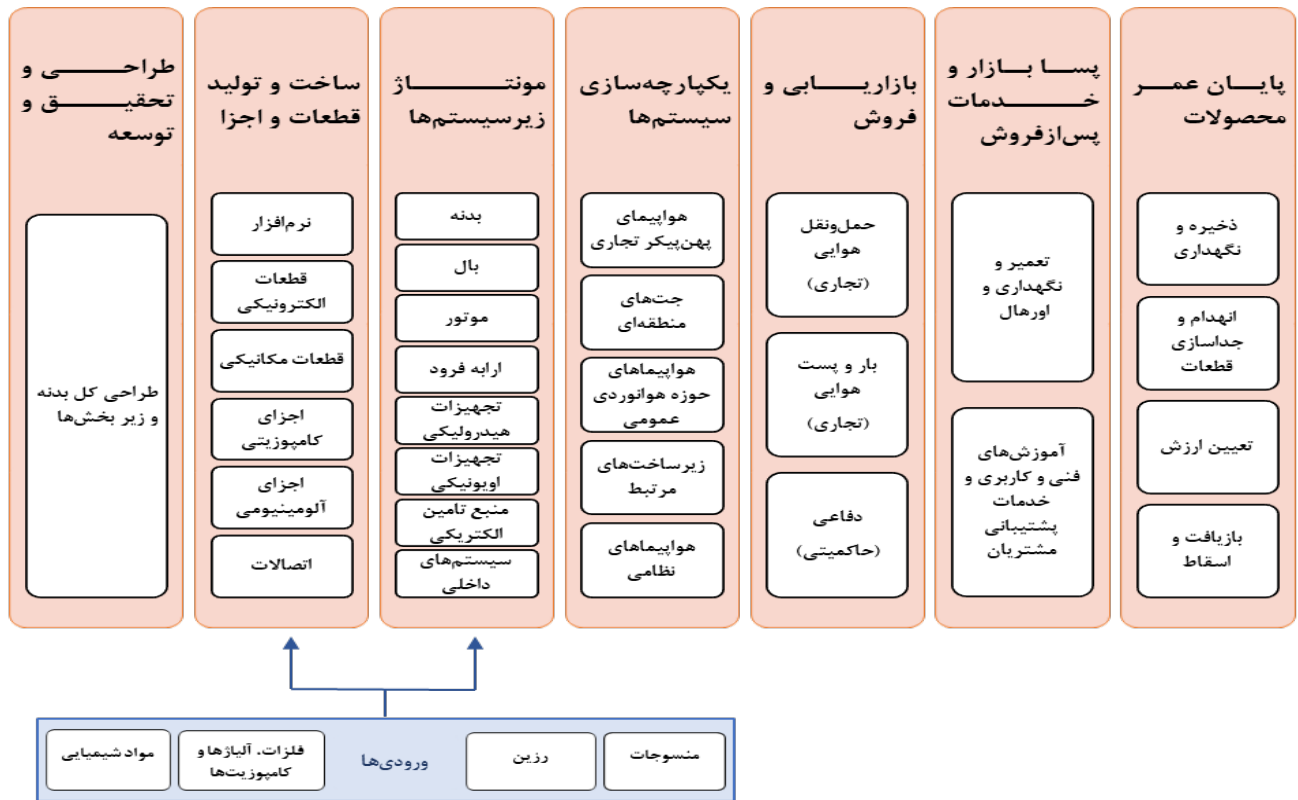 طراحی و
تحقیق و
توسعه
طراحی کل بدنه
و زیر بخش‌ها
ساخت و تولید
قطعات و اجزا
نرم‌افزار
قطعات
الکترونیکی
قطعات مکانیکی
اجزای
کامپوزیتی
اجزای
آلومینیومی
اتصالات
مونتاژ
زیرسیستم‌ها
بدنه
بال
موتور
ارابه فرود
تجهیزات
هیدرولیکی
تجهیزات
اویونیکی
منبع تامین
الکتریکی
سیستم‌های
داخلی
یکپارچه‌سازی
سیستم‌ها
هواپیمای
پهن‌پیکر تجاری
جت‌های
منطقه‌ای
هواپیماهای
حوزه هوانوردی
عمومی
زیرساخت‌های
مرتبط
هواپیماهای
نظامی
بازاریابی و
فروش
حمل‌ونقل
هوایی
(تجاری)
بار و پست
هوایی
(تجاری)
دفاعی
(حاکمیتی)
پسا بازار و
خدمات
پس‌ازفروش
تعمیر و
نگهداری و
اورهال
آموزش‌های
فنی و کاربری و
خدمات
پشتیبانی
مشتریان
پایان عمر
محصولات
ذخیره و
نگهداری
انهدام و
جداسازی
قطعات
تعیین ارزش
بازیافت و
اسقاط
مواد شیمیایی
فلزات، آلیاژها و
کامپوزیت‌ها
ورودی‌ها
رزین
منسوجات